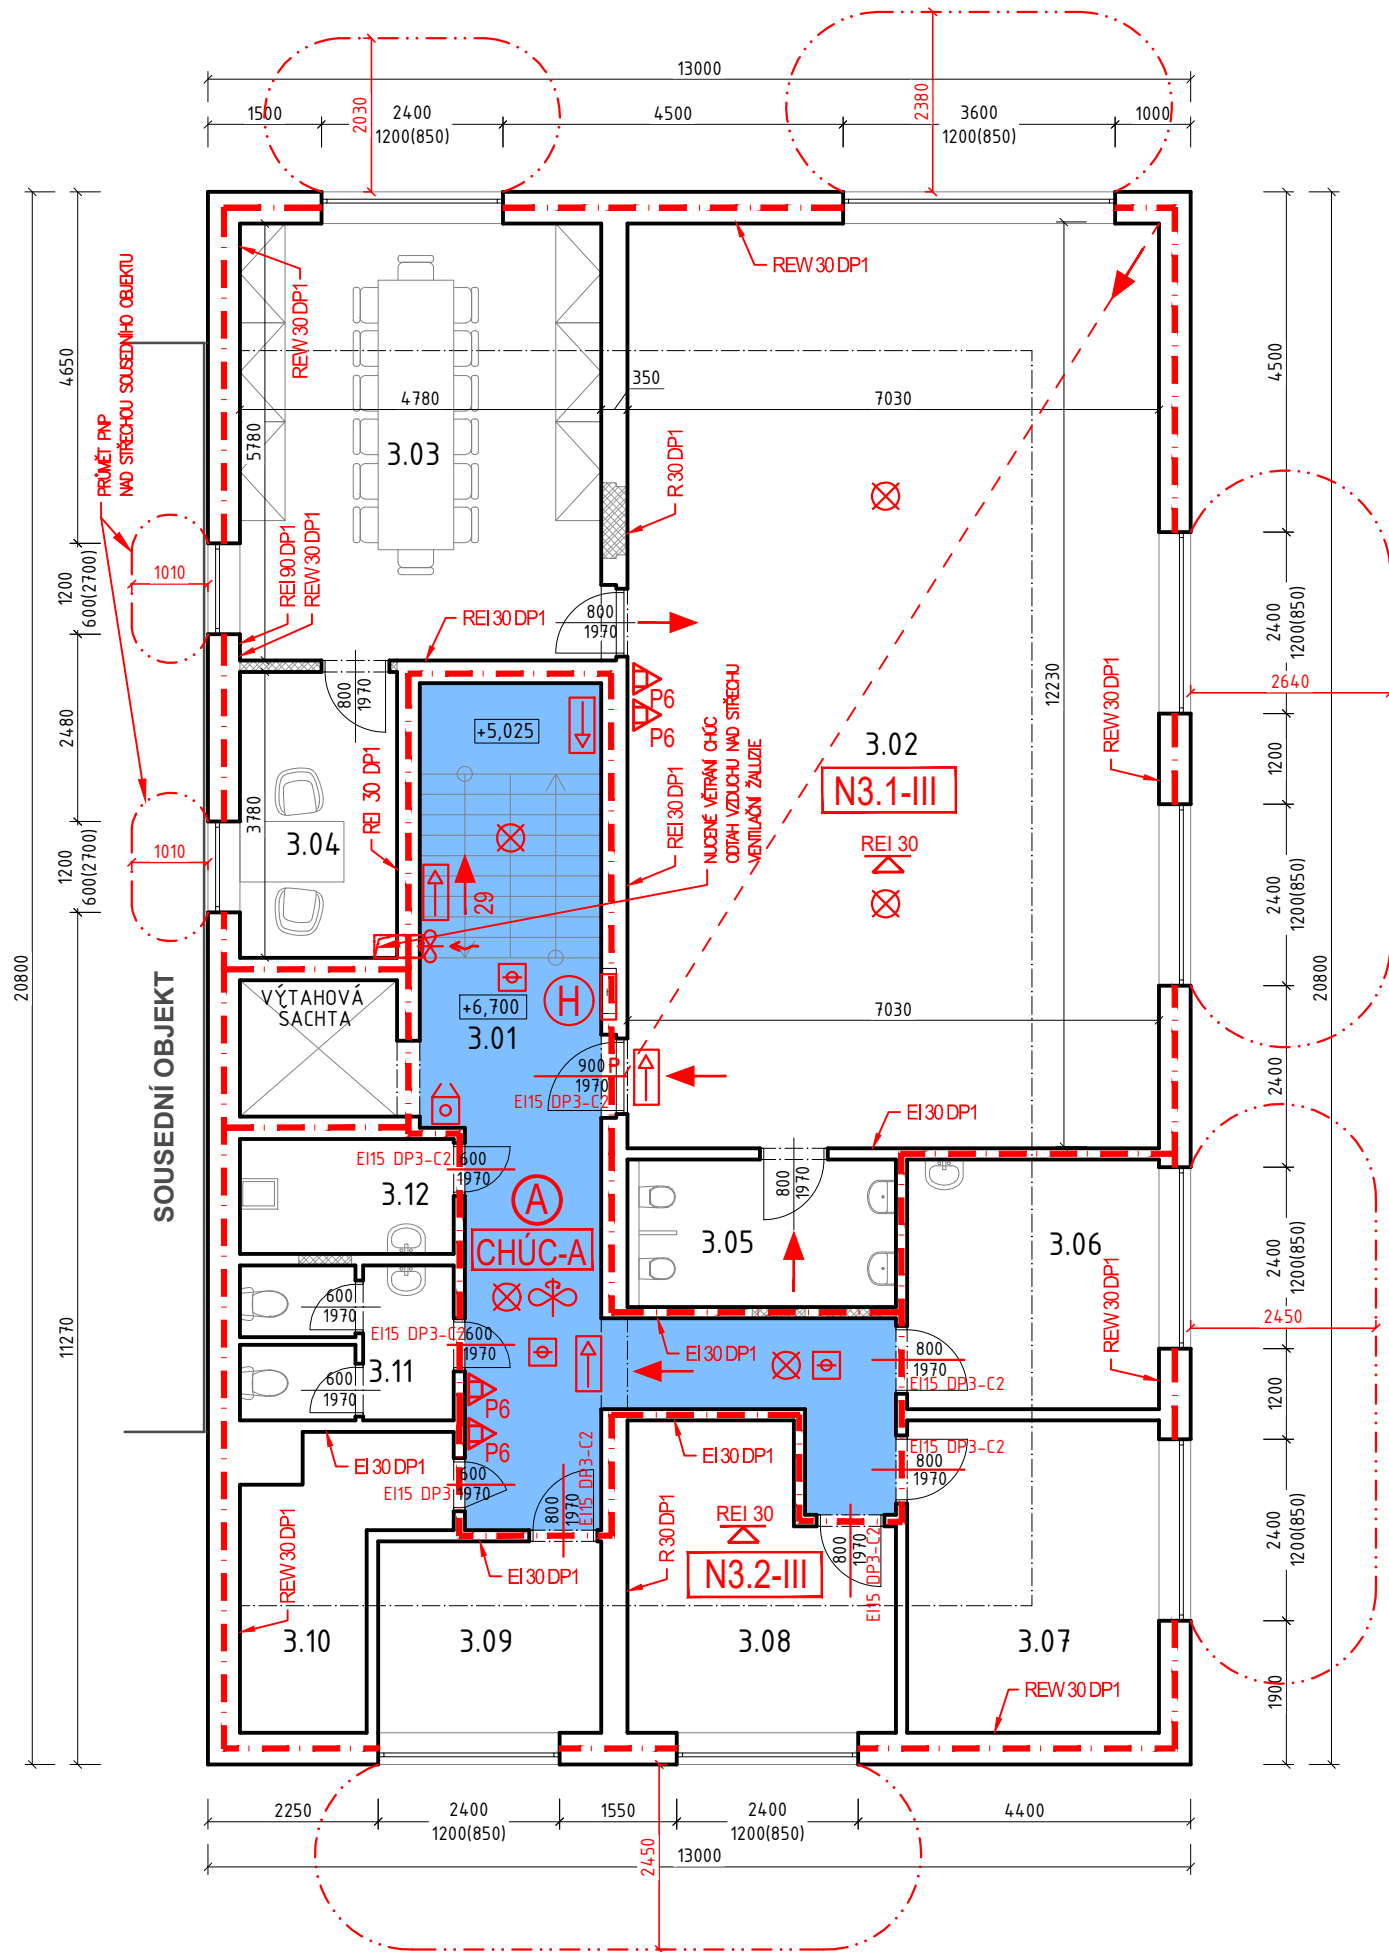 13000
1500
2400
1200(850)
4500
3600
1200(850)
1000
2030
2380
REW 30 DP1
REW 30 DP1
PRŮMĚT PNP
NAD STŘECHOU SOUSEDNÍHO OBJEKTU
4650
4500
20800
20800
350
4780
7030
5780
3.03
R 30 DP1
1010
1200
600(2700)
REI 90 DP1
REW 30 DP1
REI 30 DP1
800
1970
2400
1200(850)
12230
2640
REW 30 DP1
P6
P6
800
1970
2480
+5,025
NUCENÉ VĚTRÁNÍ CHÚC
ODTAH VZDUCHU NAD STŘECHU
VENTILAČNÍ ŽALUZIE
3.02
N3.1-III
1200
REI 30 DP1
REI 30 DP1
REI 30
3780
3.04
1010
1200
600(2700)
29
2400
1200(850)
VÝTAHOVÁ
ŠACHTA
+6,700
H
3.01
7030
SOUSEDNÍ OBJEKT
900
P
1970
EI15 DP3-C2
2400
EI 30 DP1
EI15 DP3-C2
600
1970
3.12
A
CHÚC-A
800
1970
3.05
3.06
2400
1200(850)
REW 30 DP1
2450
11270
600
1970
EI15 DP3-C2
600
1970
3.11
EI 30 DP1
800
1970
EI15 DP3-C2
600
1970
P6
P6
1200
EI 30 DP1
EI15 DP3
600
1970
EI15 DP3-C2
800
1970
EI 30 DP1
EI15 DP3-C2
800
1970
REI 30
N3.2-III
R 30 DP1
EI 30 DP1
800
1970
EI15 DP3-C2
2400
1200(850)
REW 30 DP1
3.10
3.09
3.08
3.07
REW 30 DP1
1900
2250
2400
1200(850)
1550
2400
1200(850)
4400
2450
13000